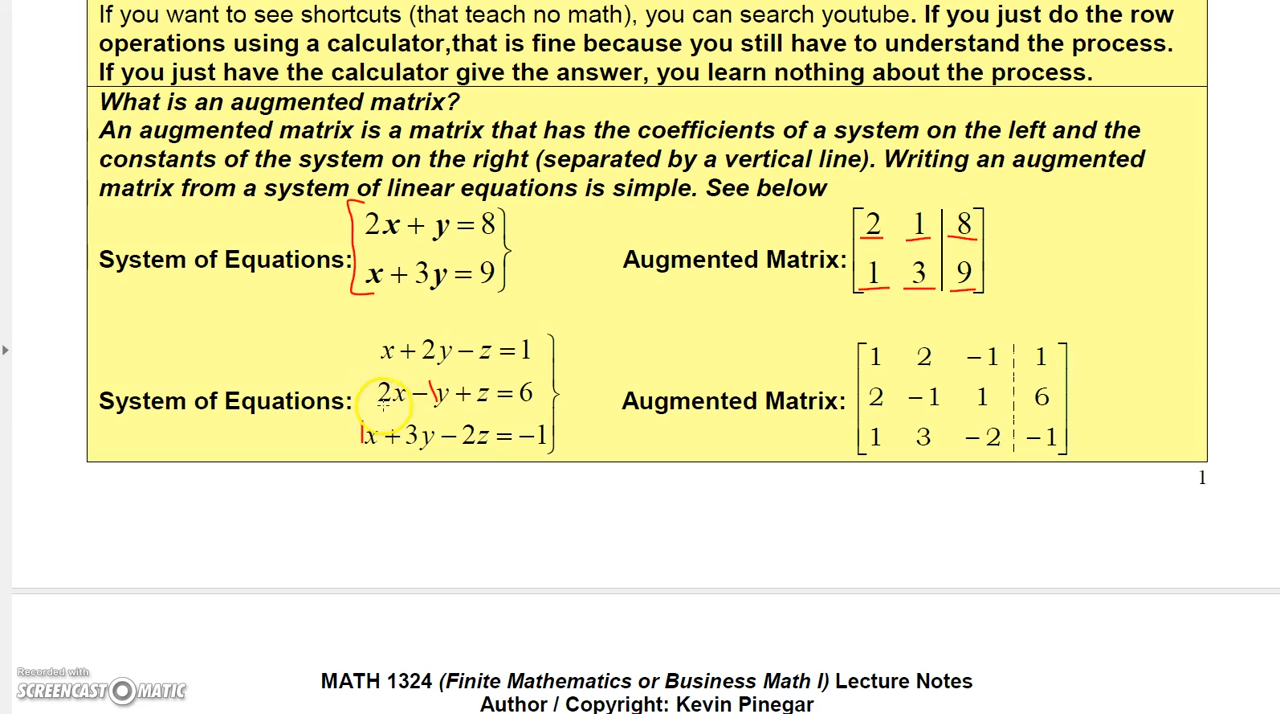 If you want to see shortcuts (that teach no math), you can search youtube. If you just do the row
operations using a calculator,that is fine because you still have to understand the process.
If you just have the calculator give the answer, you learn nothing about the process.
What is an augmented matrix?
An augmented matrix is a matrix that has the coefficients of a system on the left and the
constants of the system on the right (separated by a vertical line). Writing an augmented
matrix from a system of linear equations is simple. See below
2x + y = 8
System of Equations:
x + 3y = 9
Augmented Matrix:
2 1 | 8
1 3 | 9
x + 2y − z = 1
System of Equations: 2x − 1y + z = 6
1x + 3y − 2z = −1
Augmented Matrix:
1 2 −1 | 1
2 −1 1 | 6
1 3 −2 | −1
1
Recorded with
SCREENCAST O MATIC
MATH 1324 (Finite Mathematics or Business Math I) Lecture Notes
Author / Copyright: Kevin Pinegar